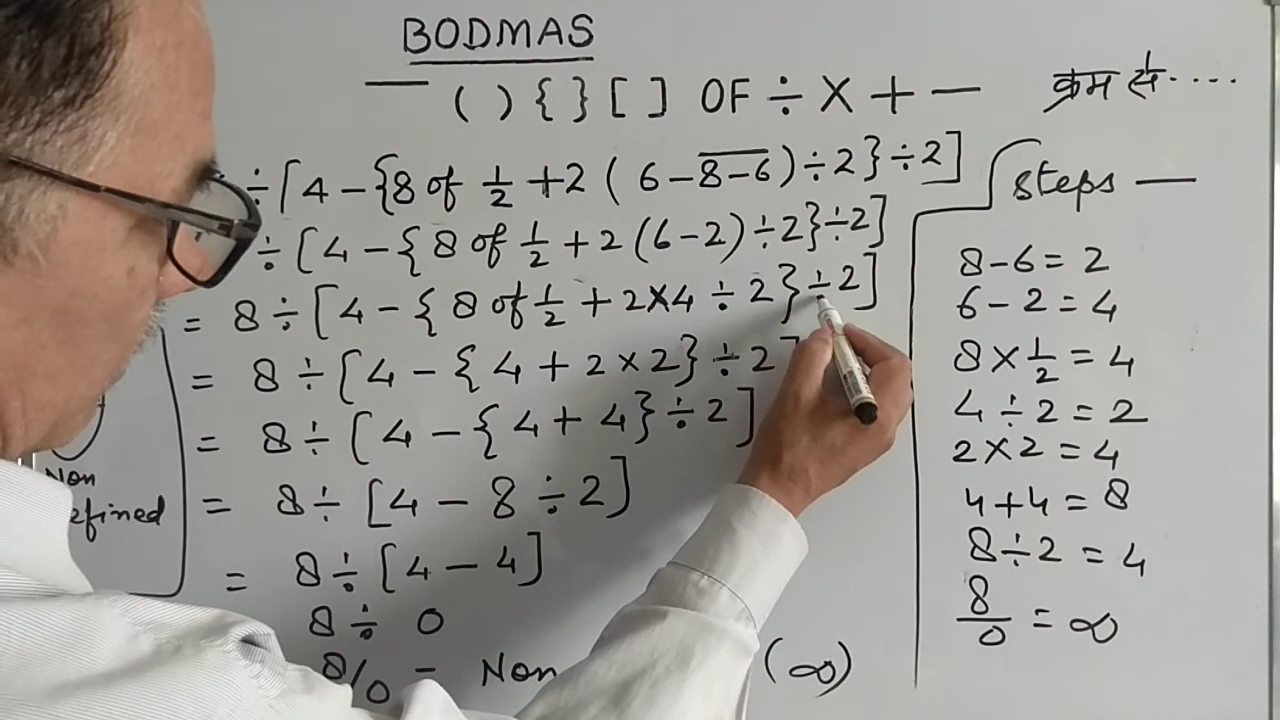 BODMAS
— ( ) { } [ ] OF ÷ × + — क्रम से....
÷ [4 - {8 of 1/2 + 2 ( 6 - 8̅ ̅-̅ ̅6̅ ) ÷ 2} ÷ 2]
÷ [4 - { 8 of 1/2 + 2 (6 - 2) ÷ 2} ÷ 2]
= 8 ÷ [4 - { 8 of 1/2 + 2 × 4 ÷ 2} ÷ 2]
= 8 ÷ [4 - { 4 + 2 × 2} ÷ 2]
= 8 ÷ [4 - {4 + 4} ÷ 2]
= 8 ÷ [4 - 8 ÷ 2]
= 8 ÷ [4 - 4]
8 ÷ 0
8/0 = Non (∞)
Non
efined
Steps —
8 - 6 = 2
6 - 2 = 4
8 × 1/2 = 4
4 ÷ 2 = 2
2 × 2 = 4
4 + 4 = 8
8 ÷ 2 = 4
8/0 = ∞